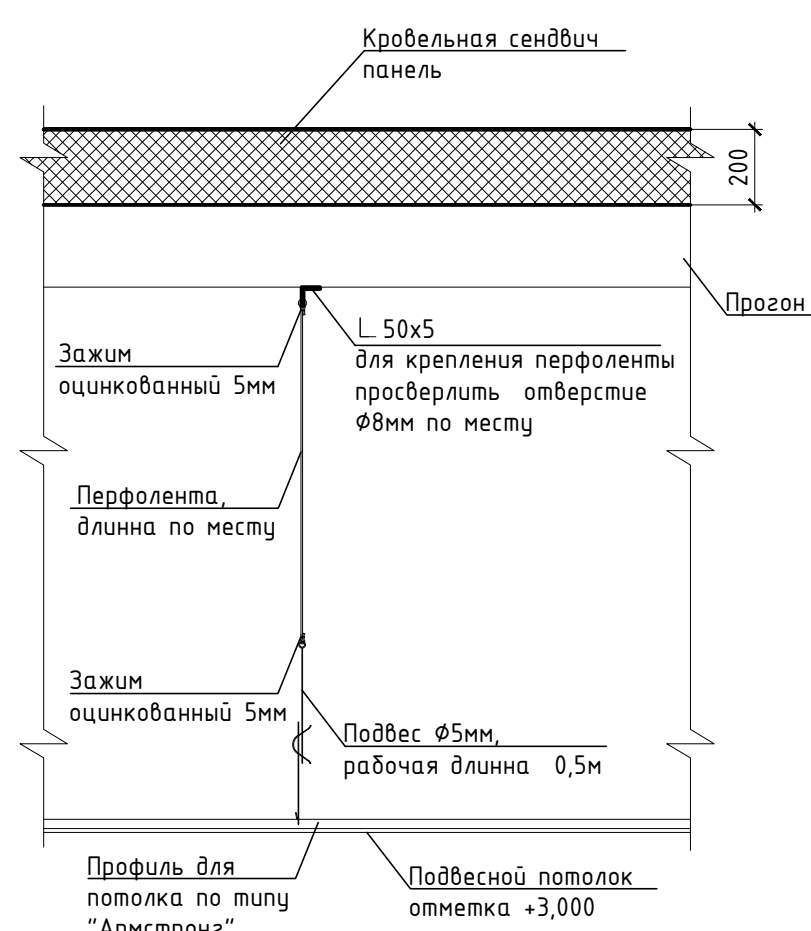 Кровельная сендвич
панель
200
Прогон
∟ 50x5
для крепления перфоленты
просверлить отверстие
Ø8мм по месту
Зажим
оцинкованный 5мм
Перфолента,
длинна по месту
Зажим
оцинкованный 5мм
Подвес Ø5мм,
рабочая длинна 0,5м
Профиль для
потолка по типу
"Армстронг"
Подвесной потолок
отметка +3,000